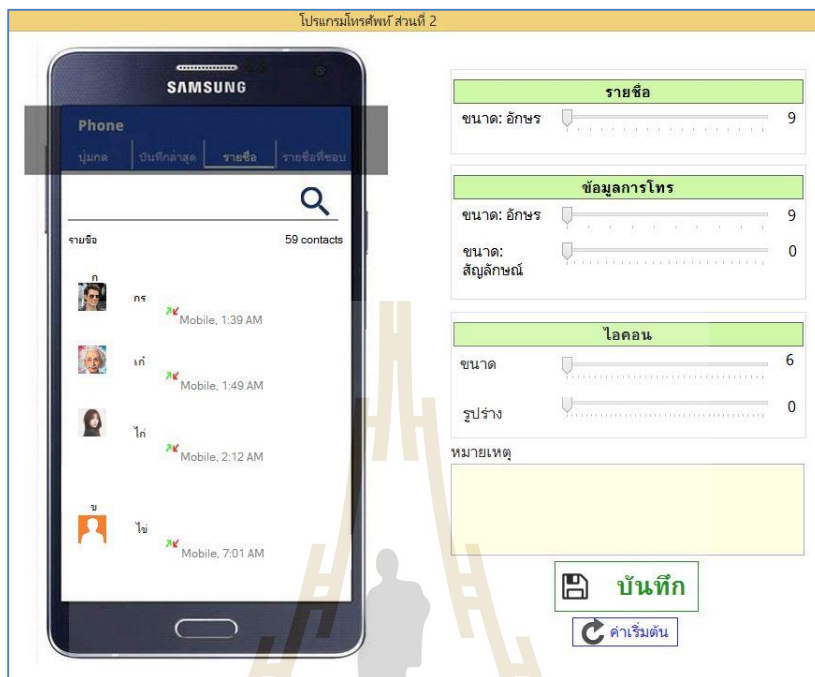 โปรแกรมโทรศัพท์ ส่วนที่ 2
SAMSUNG
Phone
ปุ่มกด บันทึกล่าสุด รายชื่อ รายชื่อที่ชอบ
รายชื่อ 59 contacts
ก
กร
Mobile, 1:39 AM
เก๋
Mobile, 1:49 AM
ไก่
Mobile, 2:12 AM
ข
ไข่
Mobile, 7:01 AM
รายชื่อ
ขนาด: อักษร 9
ข้อมูลการโทร
ขนาด: อักษร 9
ขนาด: 0
สัญลักษณ์
ไอคอน
ขนาด 6
รูปร่าง 0
หมายเหตุ
บันทึก
ค่าเริ่มต้น